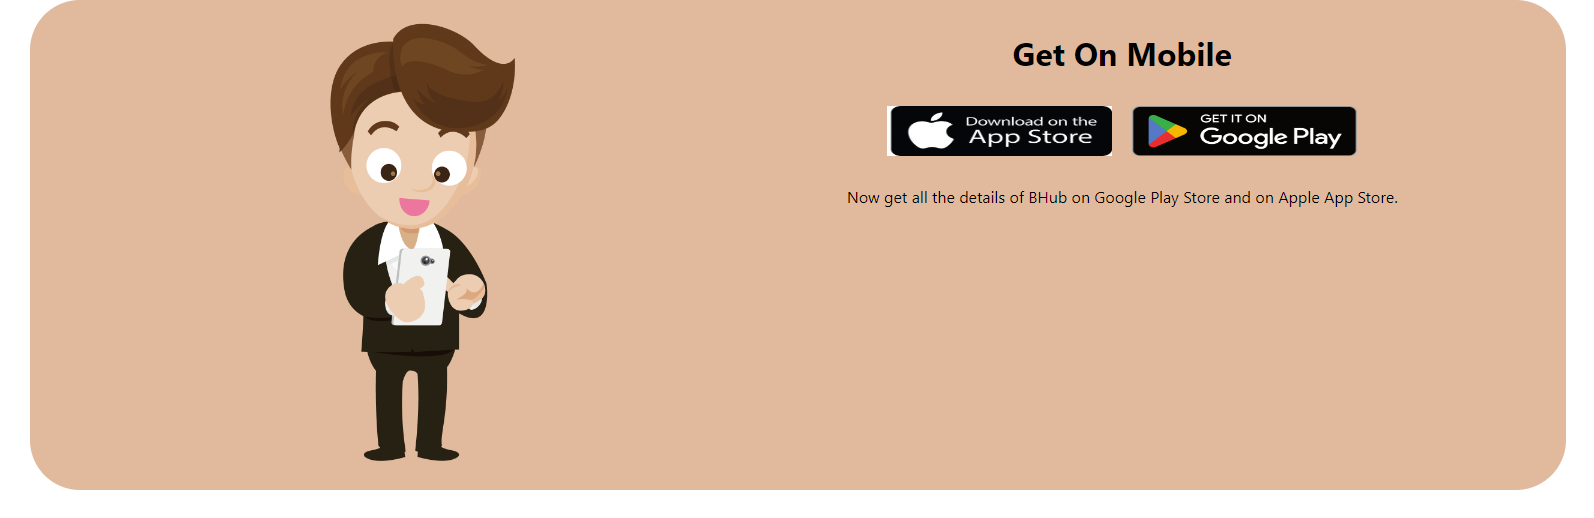 Get On Mobile
Download on the
App Store
GET IT ON
Google Play
Now get all the details of BHub on Google Play Store and on Apple App Store.